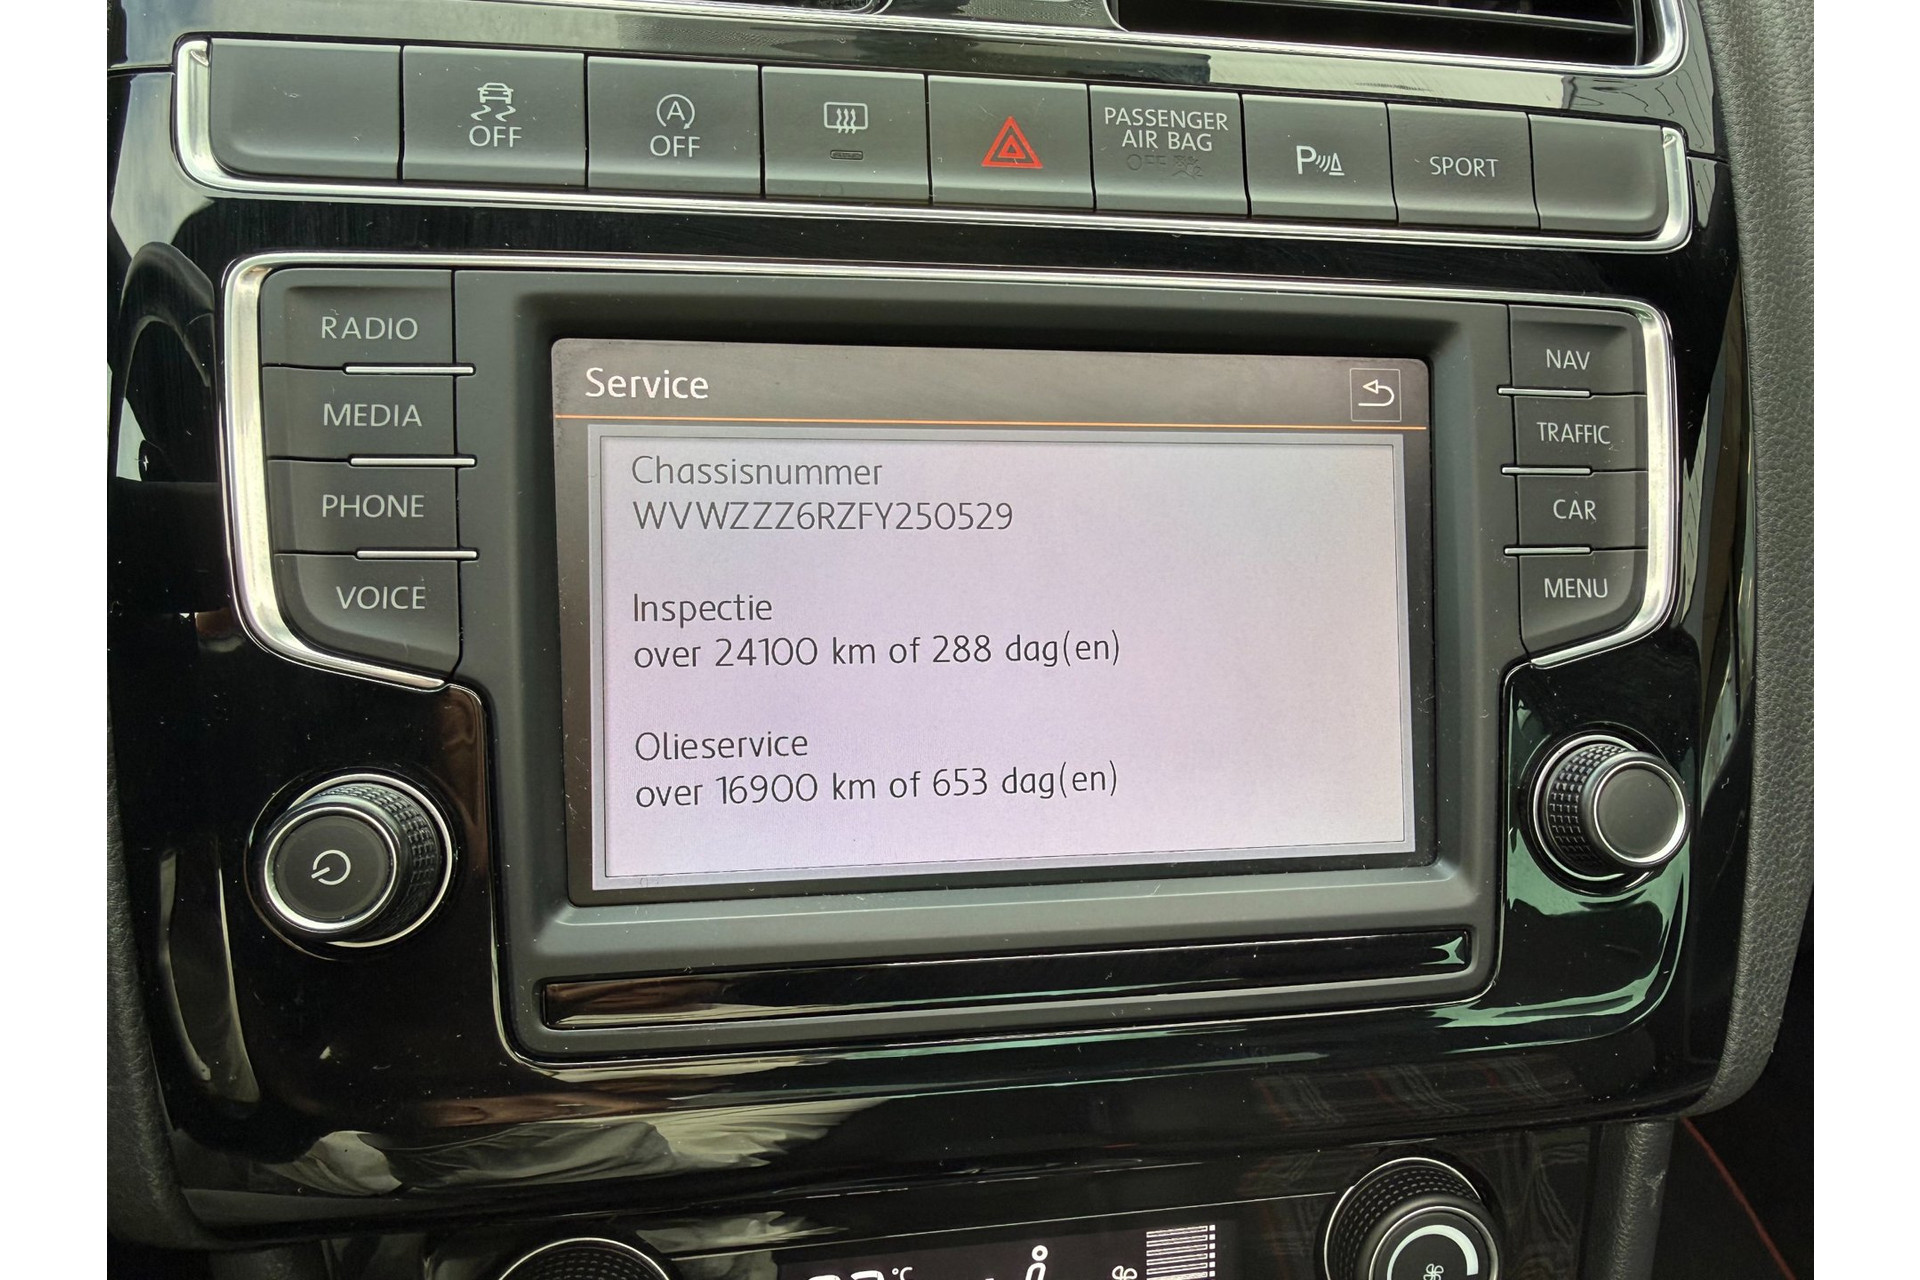 OFF
A
OFF
PASSENGER
AIR BAG
OFF
P
SPORT
RADIO
MEDIA
PHONE
VOICE
Service
Chassisnummer
WVWZZZ6RZFY250529
Inspectie
over 24100 km of 288 dag(en)
Olieservice
over 16900 km of 653 dag(en)
NAV
TRAFFIC
CAR
MENU
°C